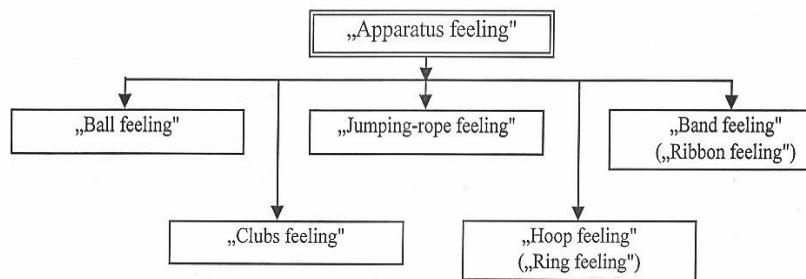 „Apparatus feeling"
„Ball feeling"
„Jumping-rope feeling"
„Band feeling"
(„Ribbon feeling")
„Clubs feeling"
„Hoop feeling"
(„Ring feeling")